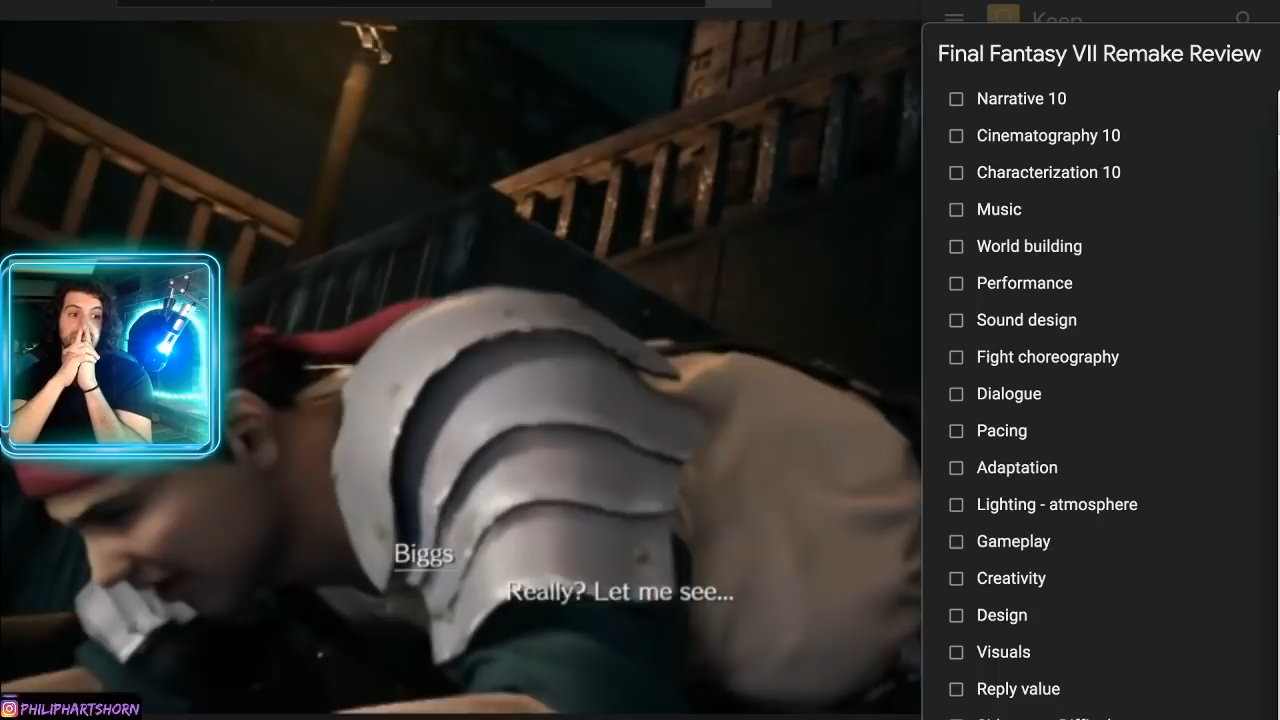 Keep
Final Fantasy VII Remake Review
Narrative 10
Cinematography 10
Characterization 10
Music
World building
Performance
Sound design
Fight choreography
Dialogue
Pacing
Adaptation
Lighting - atmosphere
Gameplay
Creativity
Design
Visuals
Reply value
Biggs
Really? Let me see...
PHILIPHARTSHORN